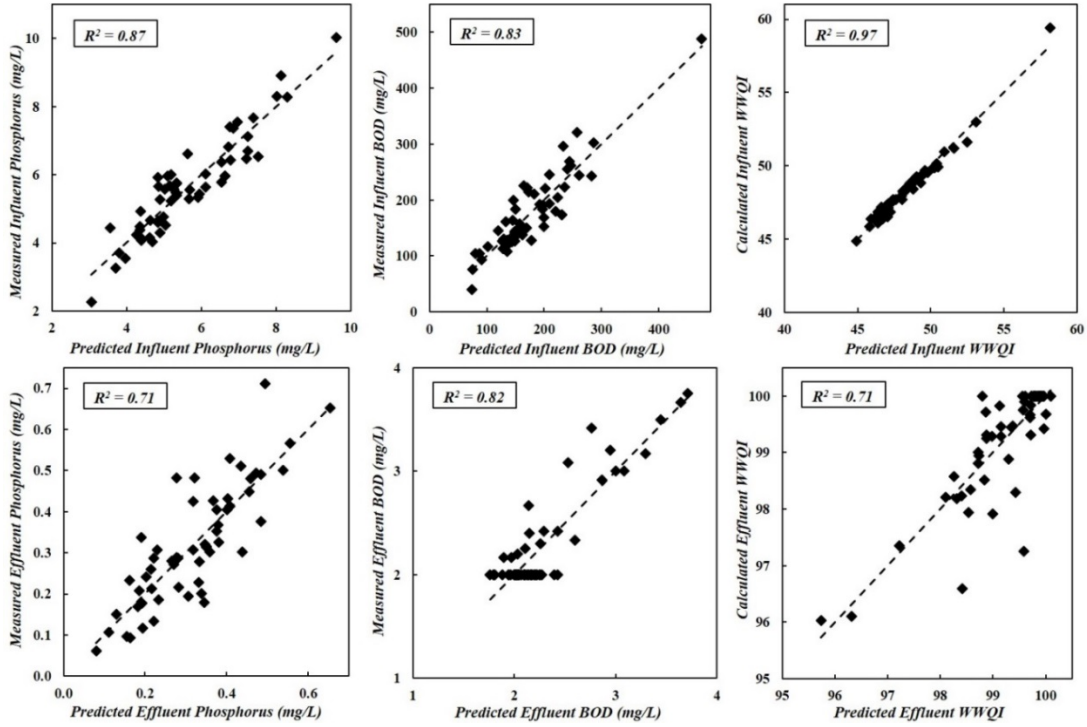 R² = 0.87
Measured Influent Phosphorus (mg/L)
10
8
6
4
2
2 4 6 8 10
Predicted Influent Phosphorus (mg/L)
R² = 0.83
Measured Influent BOD (mg/L)
500
400
300
200
100
0
0 100 200 300 400
Predicted Influent BOD (mg/L)
R² = 0.97
Calculated Influent WWQI
60
55
50
45
40
40 45 50 55 60
Predicted Influent WWQI
R² = 0.71
Measured Effluent Phosphorus (mg/L)
0.7
0.6
0.5
0.4
0.3
0.2
0.1
0.0
0.0 0.2 0.4 0.6
Predicted Effluent Phosphorus (mg/L)
R² = 0.82
Measured Effluent BOD (mg/L)
4
3
2
1
1 2 3 4
Predicted Effluent BOD (mg/L)
R² = 0.71
Calculated Effluent WWQI
100
99
98
97
96
95
95 96 97 98 99 100
Predicted Effluent WWQI